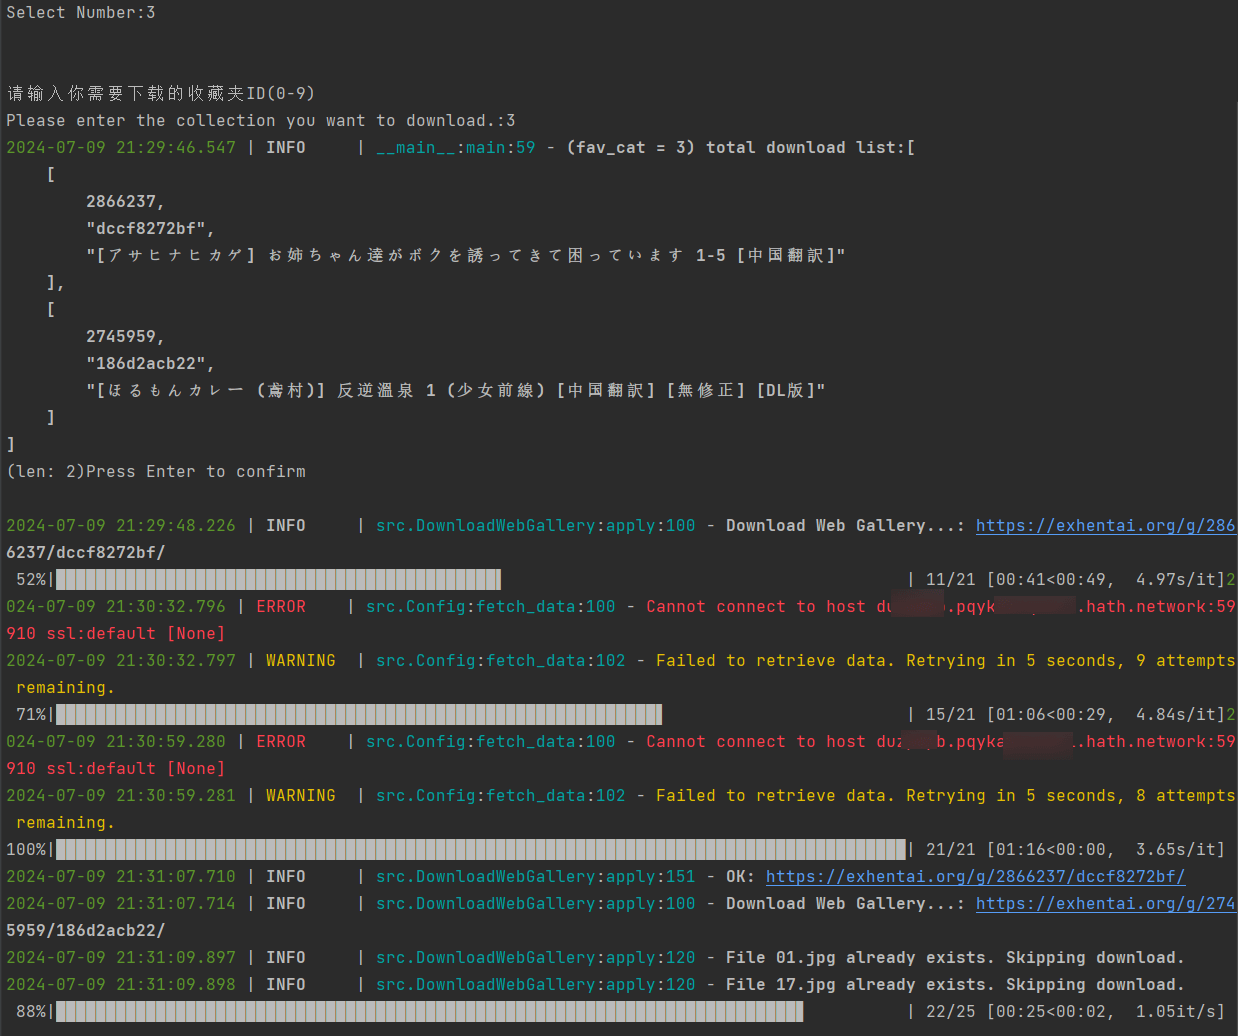 Select Number:3
请输入你需要下载的收藏夹ID(0-9)
Please enter the collection you want to download.:3
2024-07-09 21:29:46.547 | INFO     | __main__:main:59 - (fav_cat = 3) total download list:[
    [
        2866237,
        "dccf8272bf",
        "[アサヒナヒカゲ] お姉ちゃん達がボクを誘ってきて困っています 1-5 [中国翻訳]"
    ],
    [
        2745959,
        "186d2acb22",
        "[ほるもんカレー (鳶村)] 反逆溫泉 1 (少女前線) [中国翻訳] [無修正] [DL版]"
    ]
]
(len: 2)Press Enter to confirm
2024-07-09 21:29:48.226 | INFO     | src.DownloadWebGallery:apply:100 - Download Web Gallery...: https://exhentai.org/g/286
6237/dccf8272bf/
 52%| | 11/21 [00:41<00:49,  4.97s/it]2
024-07-09 21:30:32.796 | ERROR    | src.Config:fetch_data:100 - Cannot connect to host .hath.network:59
910 ssl:default [None]
2024-07-09 21:30:32.797 | WARNING  | src.Config:fetch_data:102 - Failed to retrieve data. Retrying in 5 seconds, 9 attempts
 remaining.
 71%| | 15/21 [01:06<00:29,  4.84s/it]2
024-07-09 21:30:59.280 | ERROR    | src.Config:fetch_data:100 - Cannot connect to host .hath.network:59
910 ssl:default [None]
2024-07-09 21:30:59.281 | WARNING  | src.Config:fetch_data:102 - Failed to retrieve data. Retrying in 5 seconds, 8 attempts
 remaining.
100%| | 21/21 [01:16<00:00,  3.65s/it]
2024-07-09 21:31:07.710 | INFO     | src.DownloadWebGallery:apply:151 - OK: https://exhentai.org/g/2866237/dccf8272bf/
2024-07-09 21:31:07.714 | INFO     | src.DownloadWebGallery:apply:100 - Download Web Gallery...: https://exhentai.org/g/274
5959/186d2acb22/
2024-07-09 21:31:09.897 | INFO     | src.DownloadWebGallery:apply:120 - File 01.jpg already exists. Skipping download.
2024-07-09 21:31:09.898 | INFO     | src.DownloadWebGallery:apply:120 - File 17.jpg already exists. Skipping download.
 88%| | 22/25 [00:25<00:02,  1.05it/s]